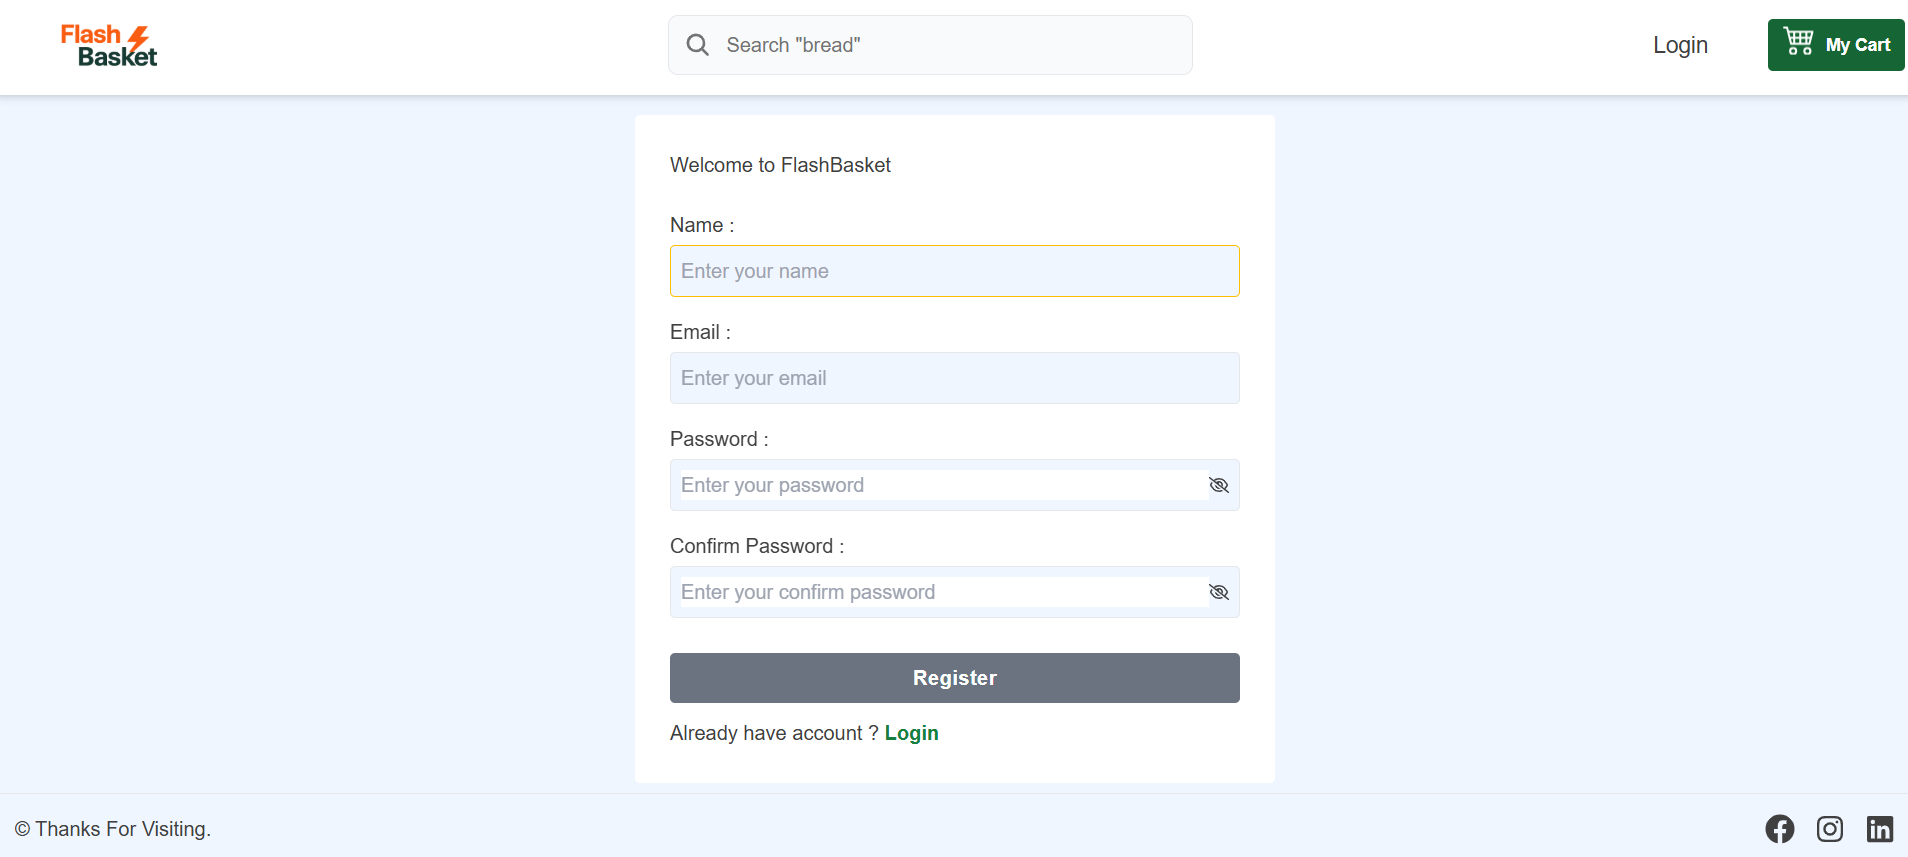 Flash
Basket
Search "bread"
Login
My Cart
Welcome to FlashBasket
Name :
Enter your name
Email :
Enter your email
Password :
Enter your password
Confirm Password :
Enter your confirm password
Register
Already have account ? Login
© Thanks For Visiting.